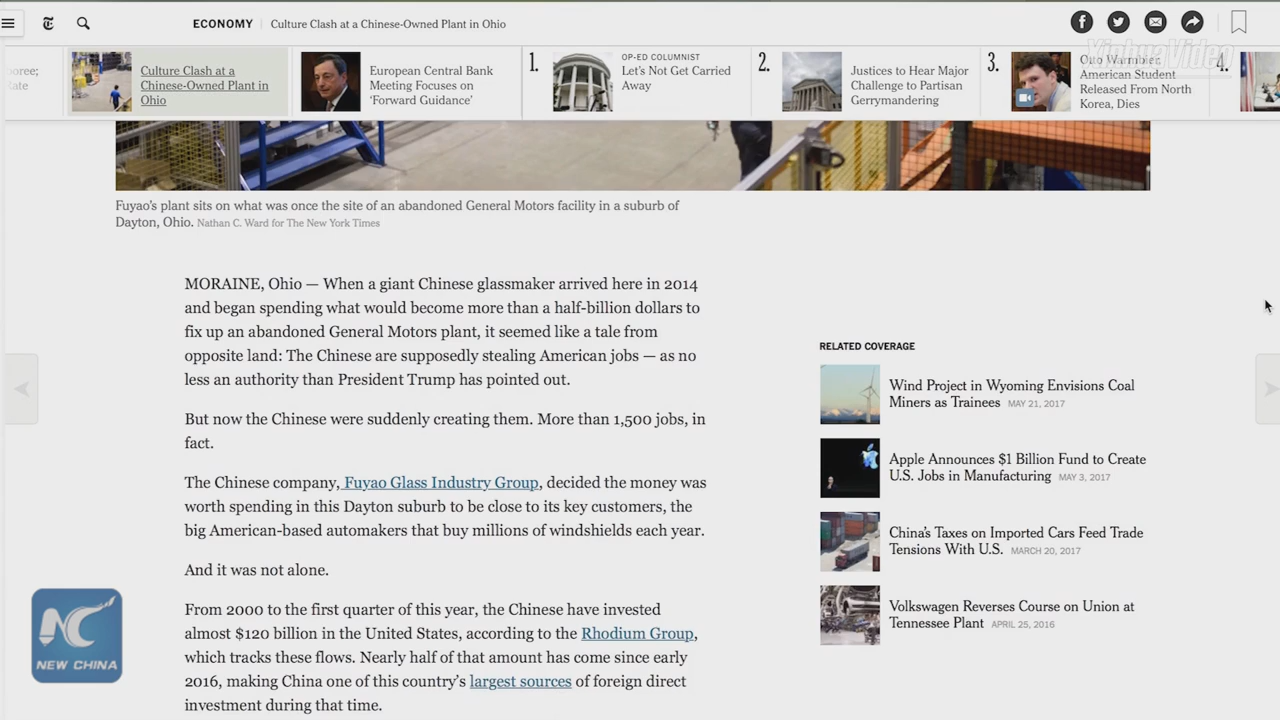 ECONOMY
Culture Clash at a Chinese-Owned Plant in Ohio
XinhuaVideo
Culture Clash at a
Chinese-Owned Plant in
Ohio
European Central Bank
Meeting Focuses on
‘Forward Guidance’
1.
OP-ED COLUMNIST
Let’s Not Get Carried
Away
2.
Justices to Hear Major
Challenge to Partisan
Gerrymandering
3.
Otto Warmbier,
American Student
Released From North
Korea, Dies
4.
Fuyao’s plant sits on what was once the site of an abandoned General Motors facility in a suburb of
Dayton, Ohio. Nathan C. Ward for The New York Times
MORAINE, Ohio — When a giant Chinese glassmaker arrived here in 2014
and began spending what would become more than a half-billion dollars to
fix up an abandoned General Motors plant, it seemed like a tale from
opposite land: The Chinese are supposedly stealing American jobs — as no
less an authority than President Trump has pointed out.
But now the Chinese were suddenly creating them. More than 1,500 jobs, in
fact.
The Chinese company, Fuyao Glass Industry Group, decided the money was
worth spending in this Dayton suburb to be close to its key customers, the
big American-based automakers that buy millions of windshields each year.
And it was not alone.
From 2000 to the first quarter of this year, the Chinese have invested
almost $120 billion in the United States, according to the Rhodium Group,
which tracks these flows. Nearly half of that amount has come since early
2016, making China one of this country’s largest sources of foreign direct
investment during that time.
RELATED COVERAGE
Wind Project in Wyoming Envisions Coal
Miners as Trainees MAY 21, 2017
Apple Announces $1 Billion Fund to Create
U.S. Jobs in Manufacturing MAY 3, 2017
China’s Taxes on Imported Cars Feed Trade
Tensions With U.S. MARCH 20, 2017
Volkswagen Reverses Course on Union at
Tennessee Plant APRIL 25, 2016
NEW CHINA